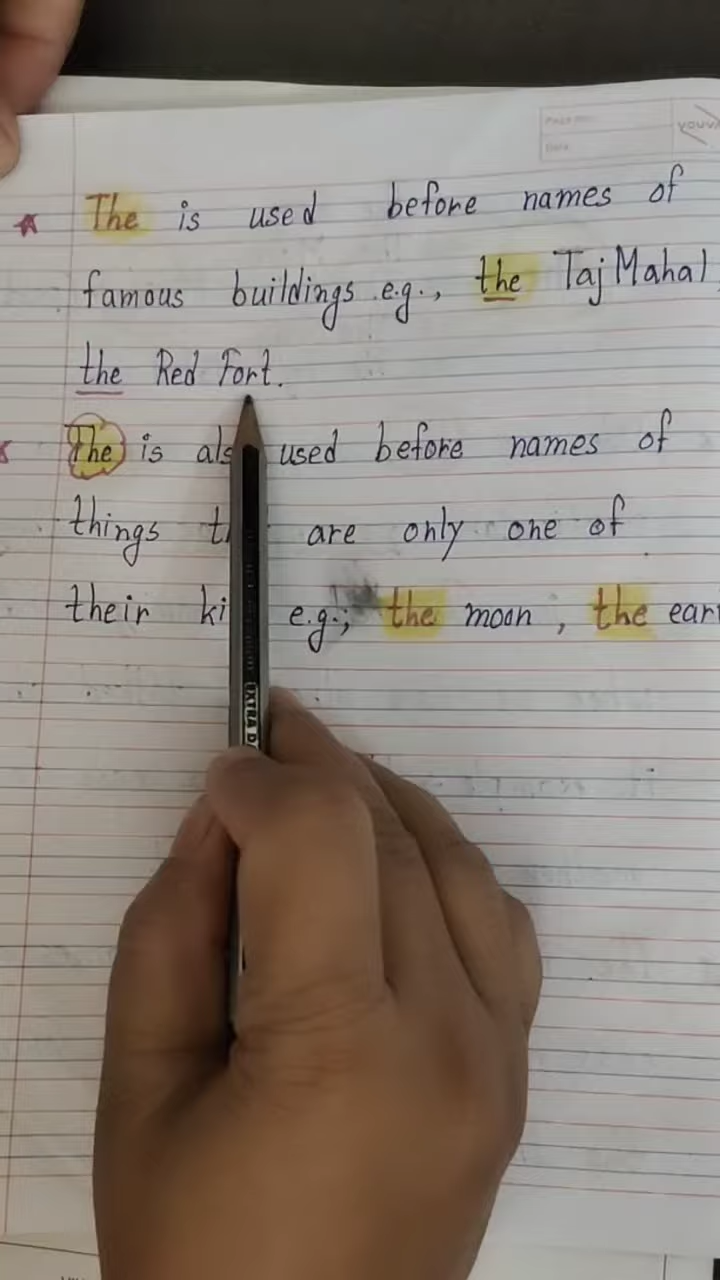 The is used before names of
famous buildings e.g., the Taj Mahal,
the Red Fort.
The is used before names of
things are only one of
their e.g.; the moon, the
EXTRA